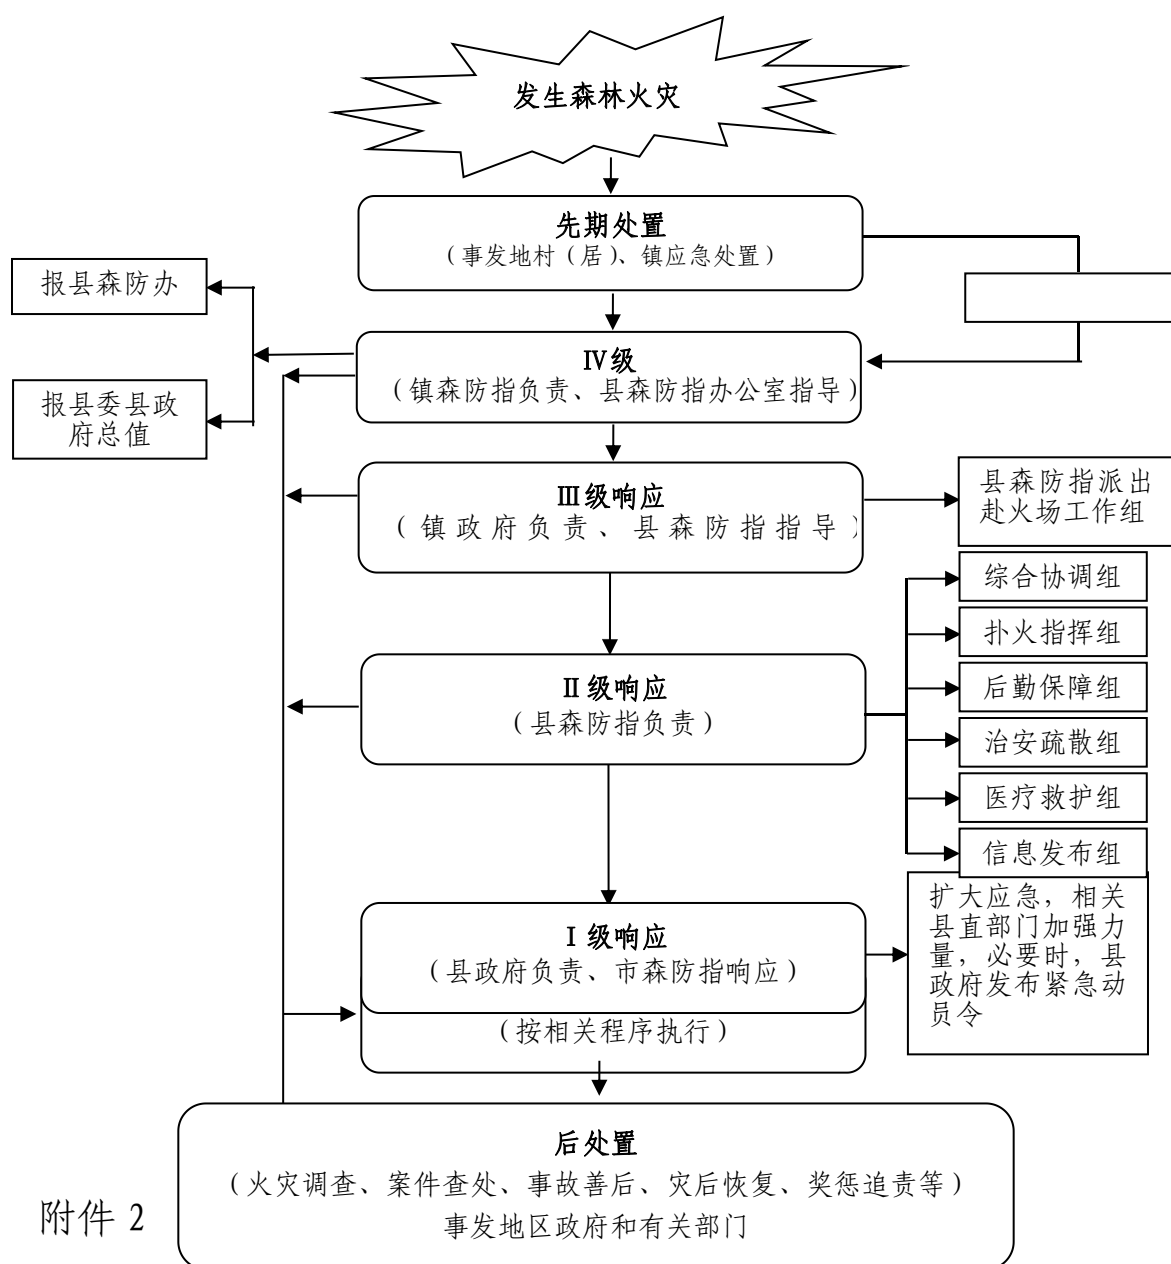 发生森林火灾
先期处置
（事发地村（居）、镇应急处置）
报县森防办
Ⅳ级
（镇森防指负责、县森防指办公室指导）
报县委县政
府总值
Ⅲ级响应
（镇政府负责、县森防指指导）
县森防指派出
赴火场工作组
综合协调组
扑火指挥组
后勤保障组
治安疏散组
医疗救护组
信息发布组
Ⅱ级响应
（县森防指负责）
Ⅰ级响应
（县政府负责、市森防指响应）
（按相关程序执行）
扩大应急，相关
县直部门加强力
量，必要时，县
政府发布紧急动
员令
后处置
（火灾调查、案件查处、事故善后、灾后恢复、奖惩追责等）
事发地区政府和有关部门
附件 2